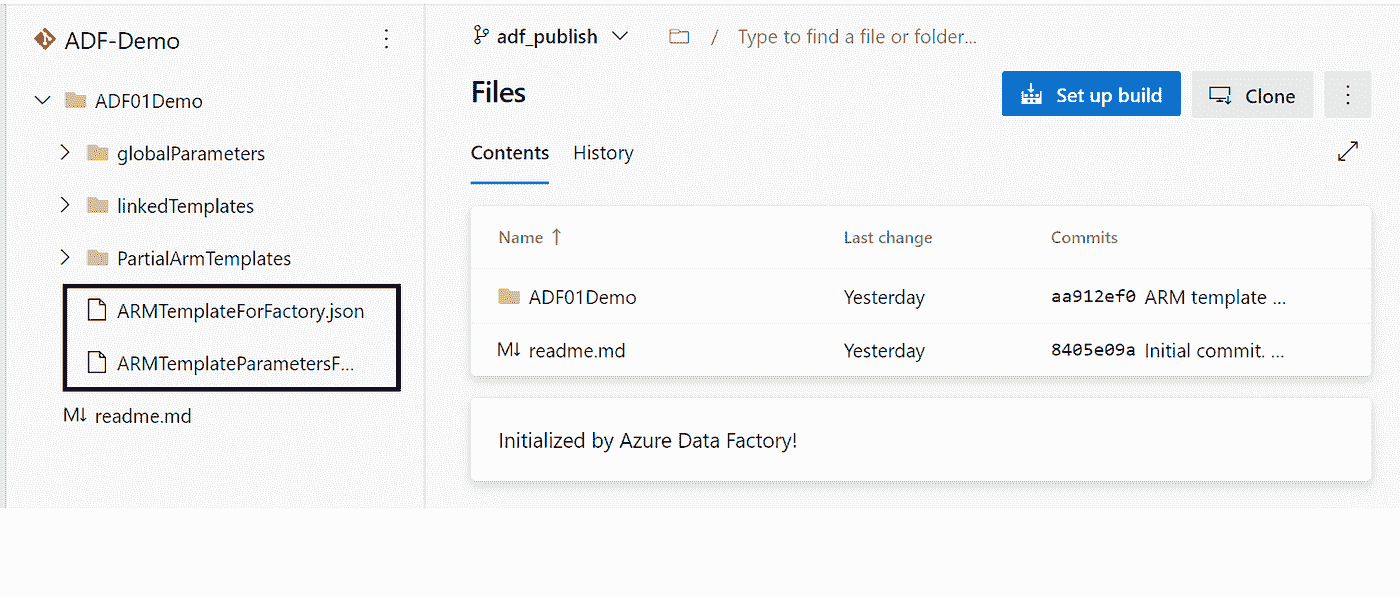 ADF-Demo
ADF01Demo
globalParameters
linkedTemplates
PartialArmTemplates
ARMTemplateForFactory.json
ARMTemplateParametersF...
M↓ readme.md
adf_publish / Type to find a file or folder...
Files
Set up build
Clone
Contents History
Name ↑ Last change Commits
ADF01Demo Yesterday aa912ef0 ARM template ...
M↓ readme.md Yesterday 8405e09a Initial commit. ...
Initialized by Azure Data Factory!